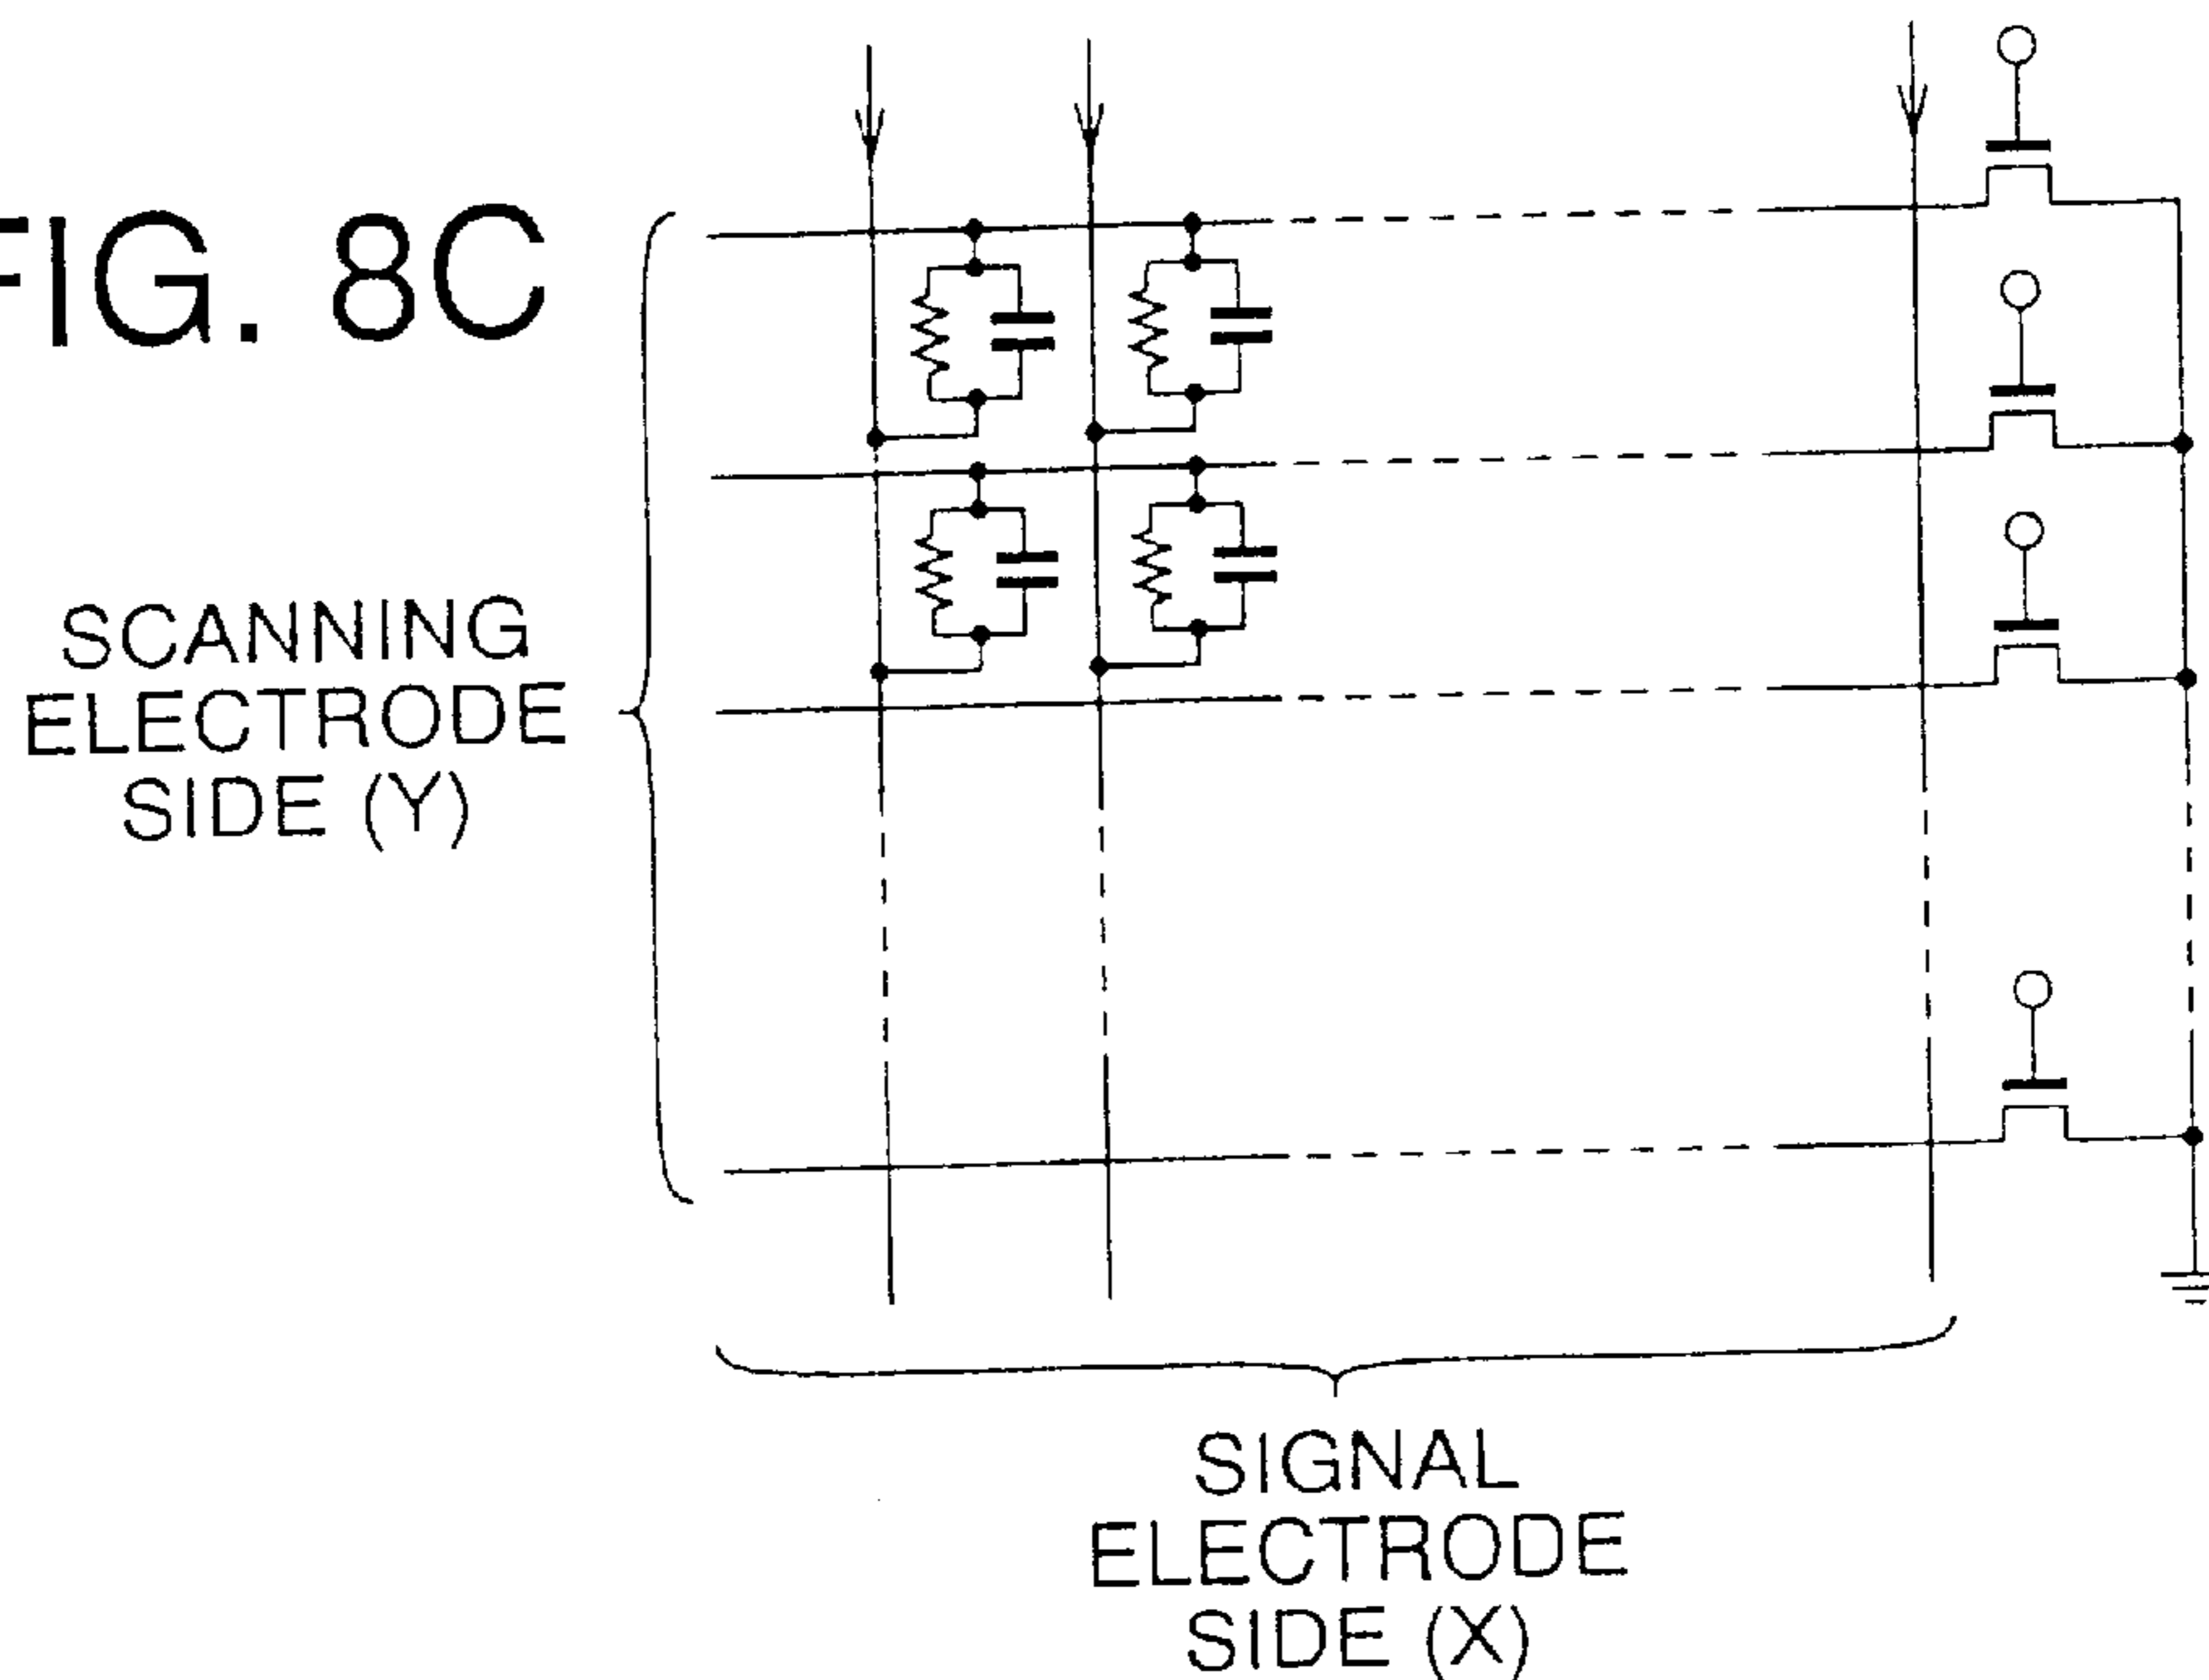 FIG. 8C
SCANNING
ELECTRODE
SIDE (Y)
SIGNAL
ELECTRODE
SIDE (X)